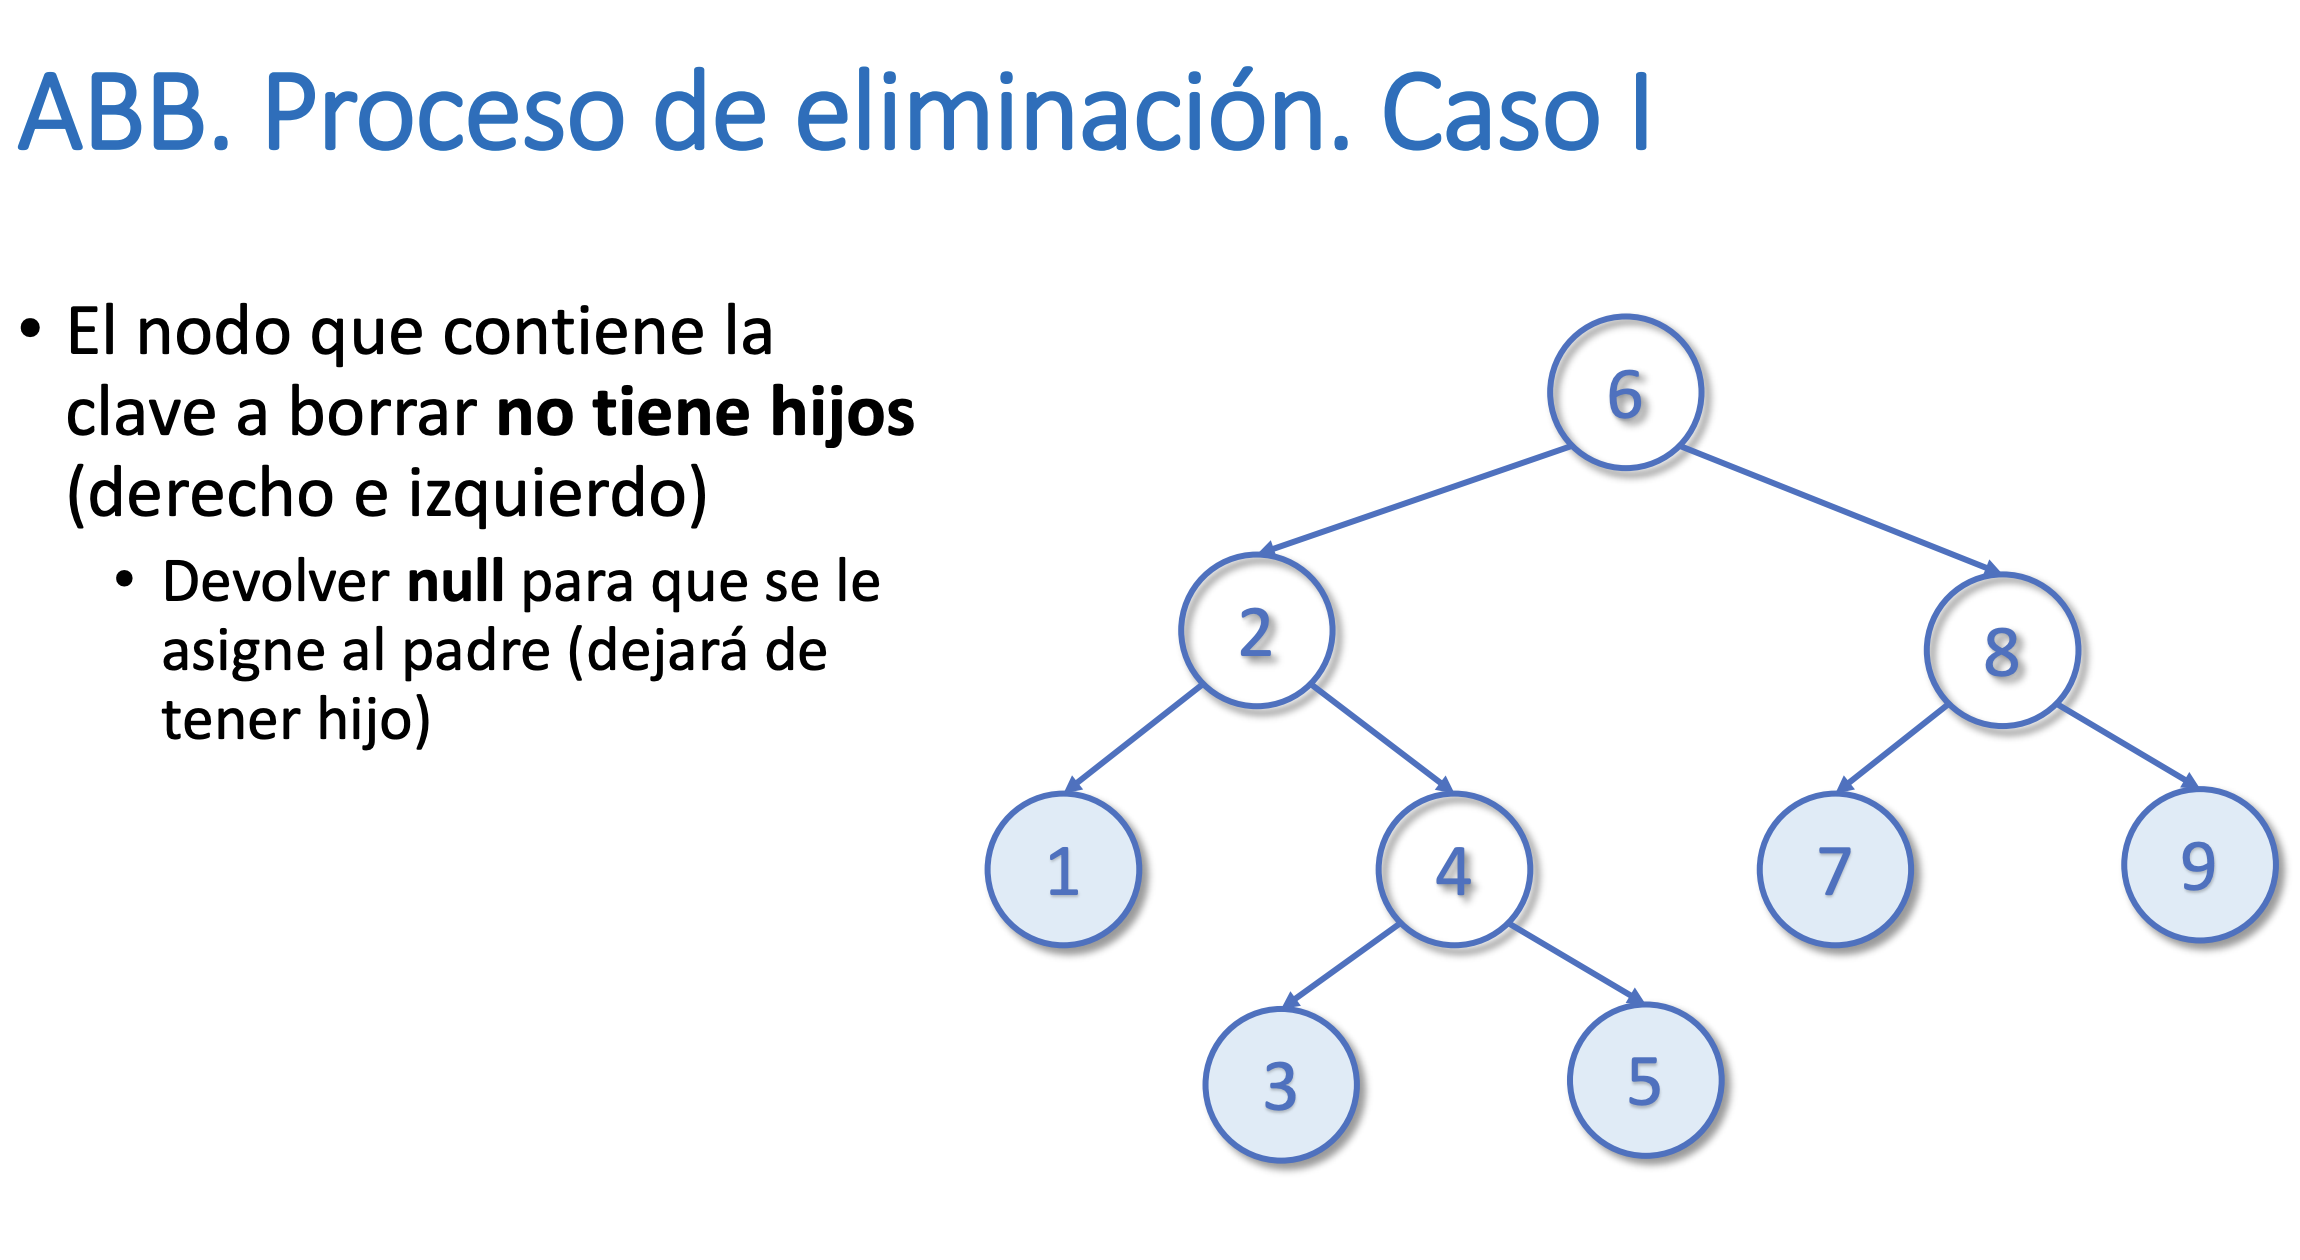 ABB. Proceso de eliminación. Caso I
• El nodo que contiene la
clave a borrar no tiene hijos
(derecho e izquierdo)
• Devolver null para que se le
asigne al padre (dejará de
tener hijo)
6
2
8
1
4
7
9
3
5